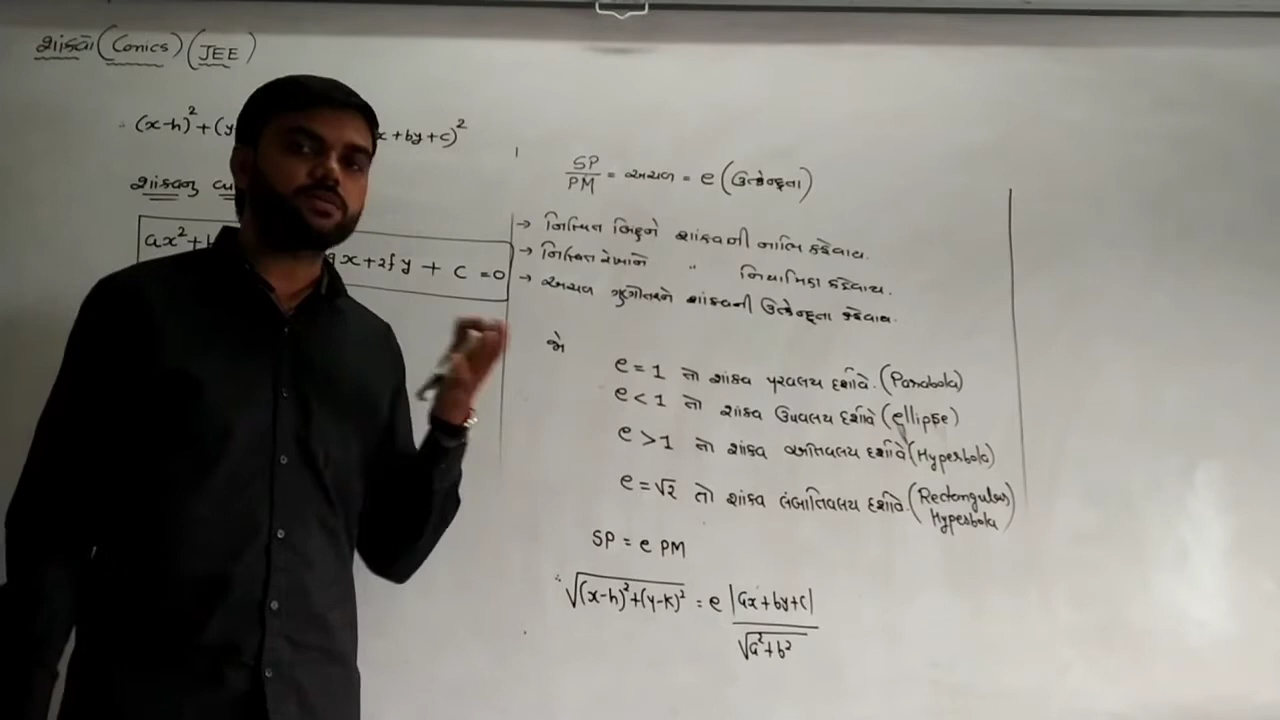 શાંકવો (Conics) (JEE)
∴ (x-h)² + (y
x + by + c)²
શાંકવનુ
ax² +
gx + 2fy + C = 0
SP/PM = અચળ = e (ઉત્કેન્દ્રતા)
→ નિશ્ચિત બિંદુને શાંકવની નાભિ કહેવાય.
→ નિશ્ચિત રેખાને " નિયામિકા કહેવાય.
→ અચળ ગુણોત્તરને શાંકવની ઉત્કેન્દ્રતા કહેવાય.
જો
e = 1 તો શાંકવ પરવલય દર્શાવે. (Parabola)
e < 1 તો શાંકવ ઉપવલય દર્શાવે (ellipse)
e > 1 તો શાંકવ અતિવલય દર્શાવે (Hyperbola)
e = √2 તો શાંકવ લંબાતિવલય દર્શાવે. (Rectangular Hyperbola)
SP = e PM
∴ √((x-h)² + (y-k)²) = e |ax + by + c| / √(a² + b²)